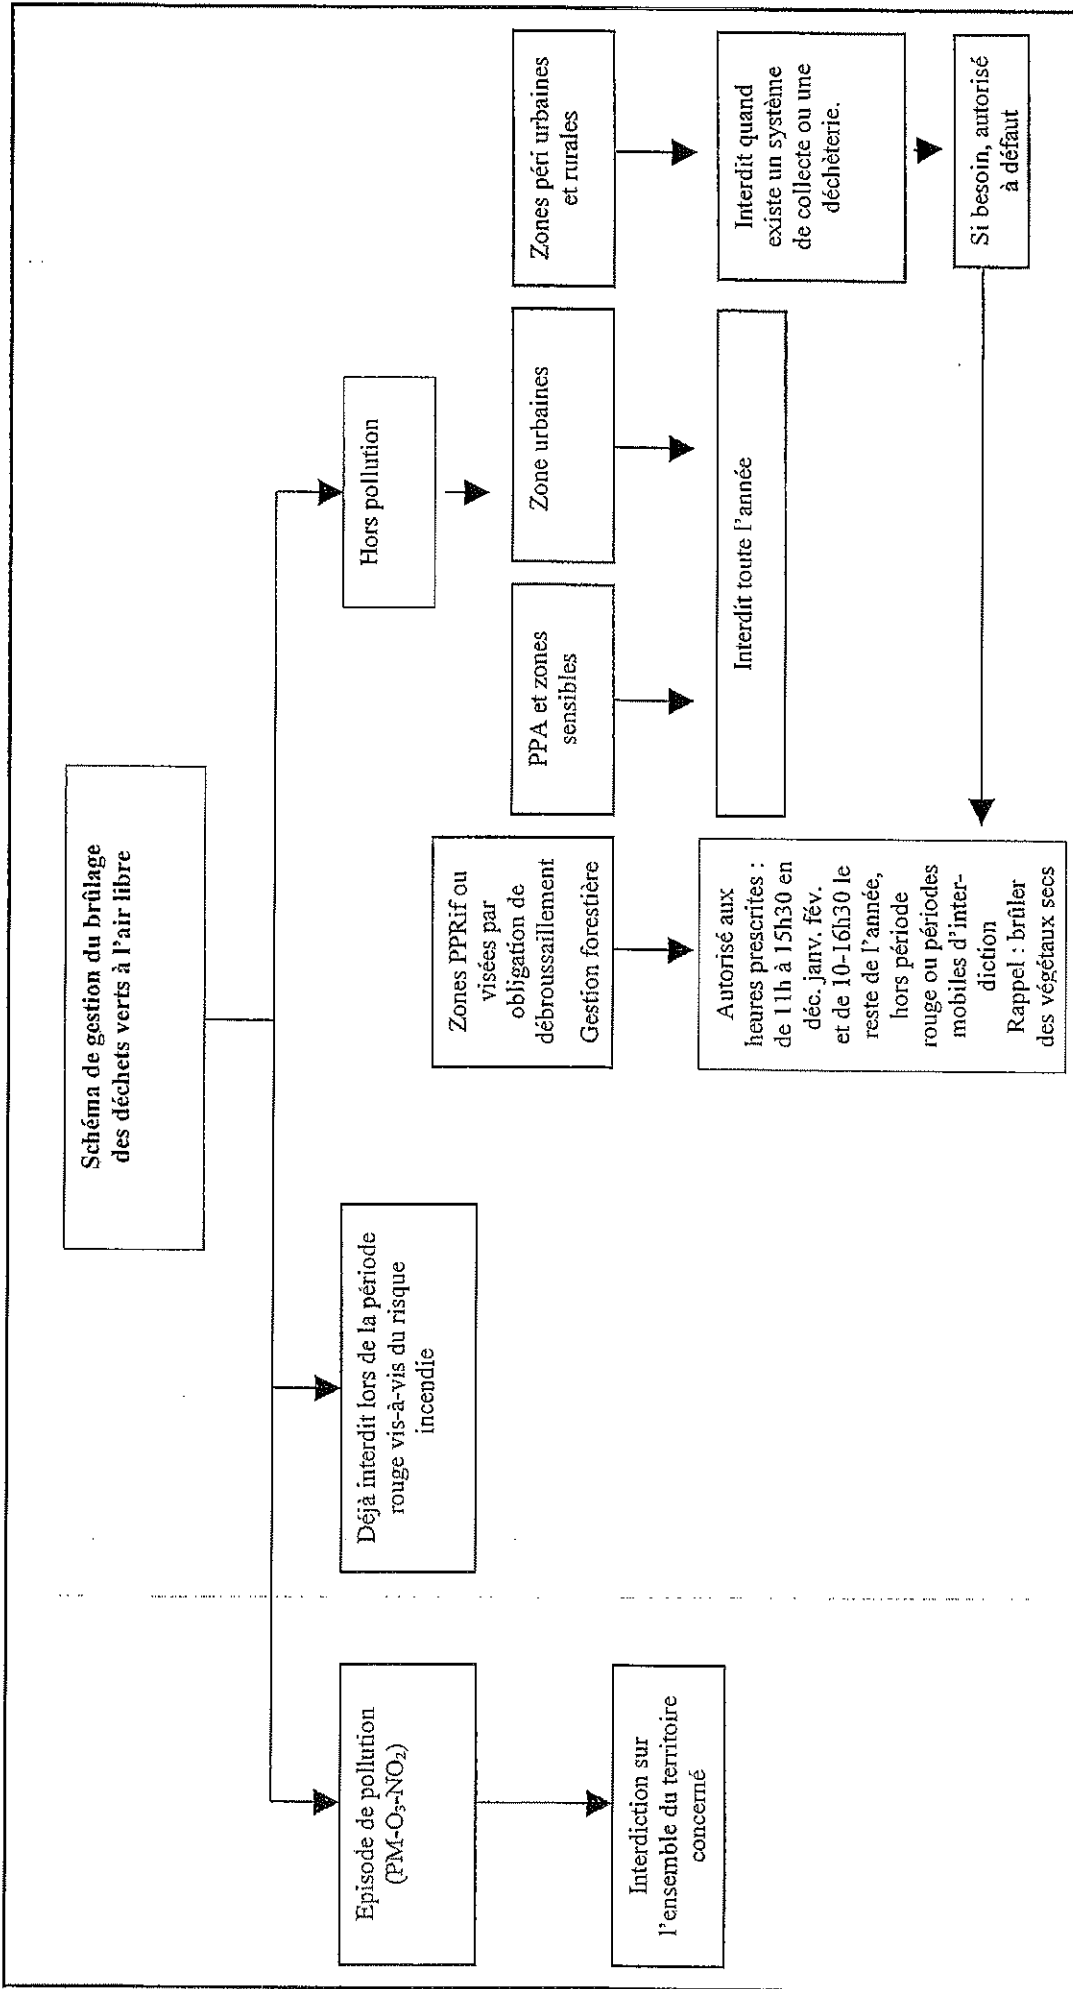 Schéma de gestion du brûlage
des déchets verts à l'air libre
Episode de pollution
(PM-O₃-NO₂)
Interdiction sur
l'ensemble du territoire
concerné
Déjà interdit lors de la période
rouge vis-à-vis du risque
incendie
Hors pollution
Zones PPRif ou
visées par
obligation de
débroussaillement
Gestion forestière
PPA et zones
sensibles
Zone urbaines
Zones péri urbaines
et rurales
Autorisé aux
heures prescrites :
de 11h à 15h30 en
déc. janv. fév.
et de 10-16h30 le
reste de l'année,
hors période
rouge ou périodes
mobiles d'inter-
diction
Rappel : brûler
des végétaux secs
Interdit toute l'année
Interdit quand
existe un système
de collecte ou une
déchèterie.
Si besoin, autorisé
à défaut